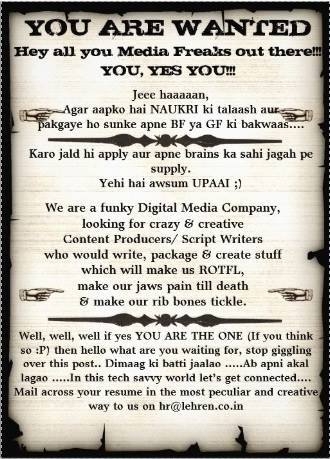 YOU ARE WANTED
Hey all you Media Freaks out there!!!
YOU, YES YOU!!!
Jeee haaaan,
Agar aapko hai NAUKRI ki talaash aur
pakgaye ho sunke apne BF ya GF ki bakwaas....
Karo jald hi apply aur apne brains ka sahi jagah pe
supply.
Yehi hai awsum UPAAI ;)
We are a funky Digital Media Company,
looking for crazy & creative
Content Producers/ Script Writers
who would write, package & create stuff
which will make us ROTFL,
make our jaws pain till death
& make our rib bones tickle.
Well, well, well if yes YOU ARE THE ONE (If you think
so :P) then hello what are you waiting for, stop giggling
over this post.. Dimaag ki batti jaalao .....Ab apni akal
lagao .....In this tech savvy world let's get connected....
Mail across your resume in the most peculiar and creative
way to us on hr@lehren.co.in